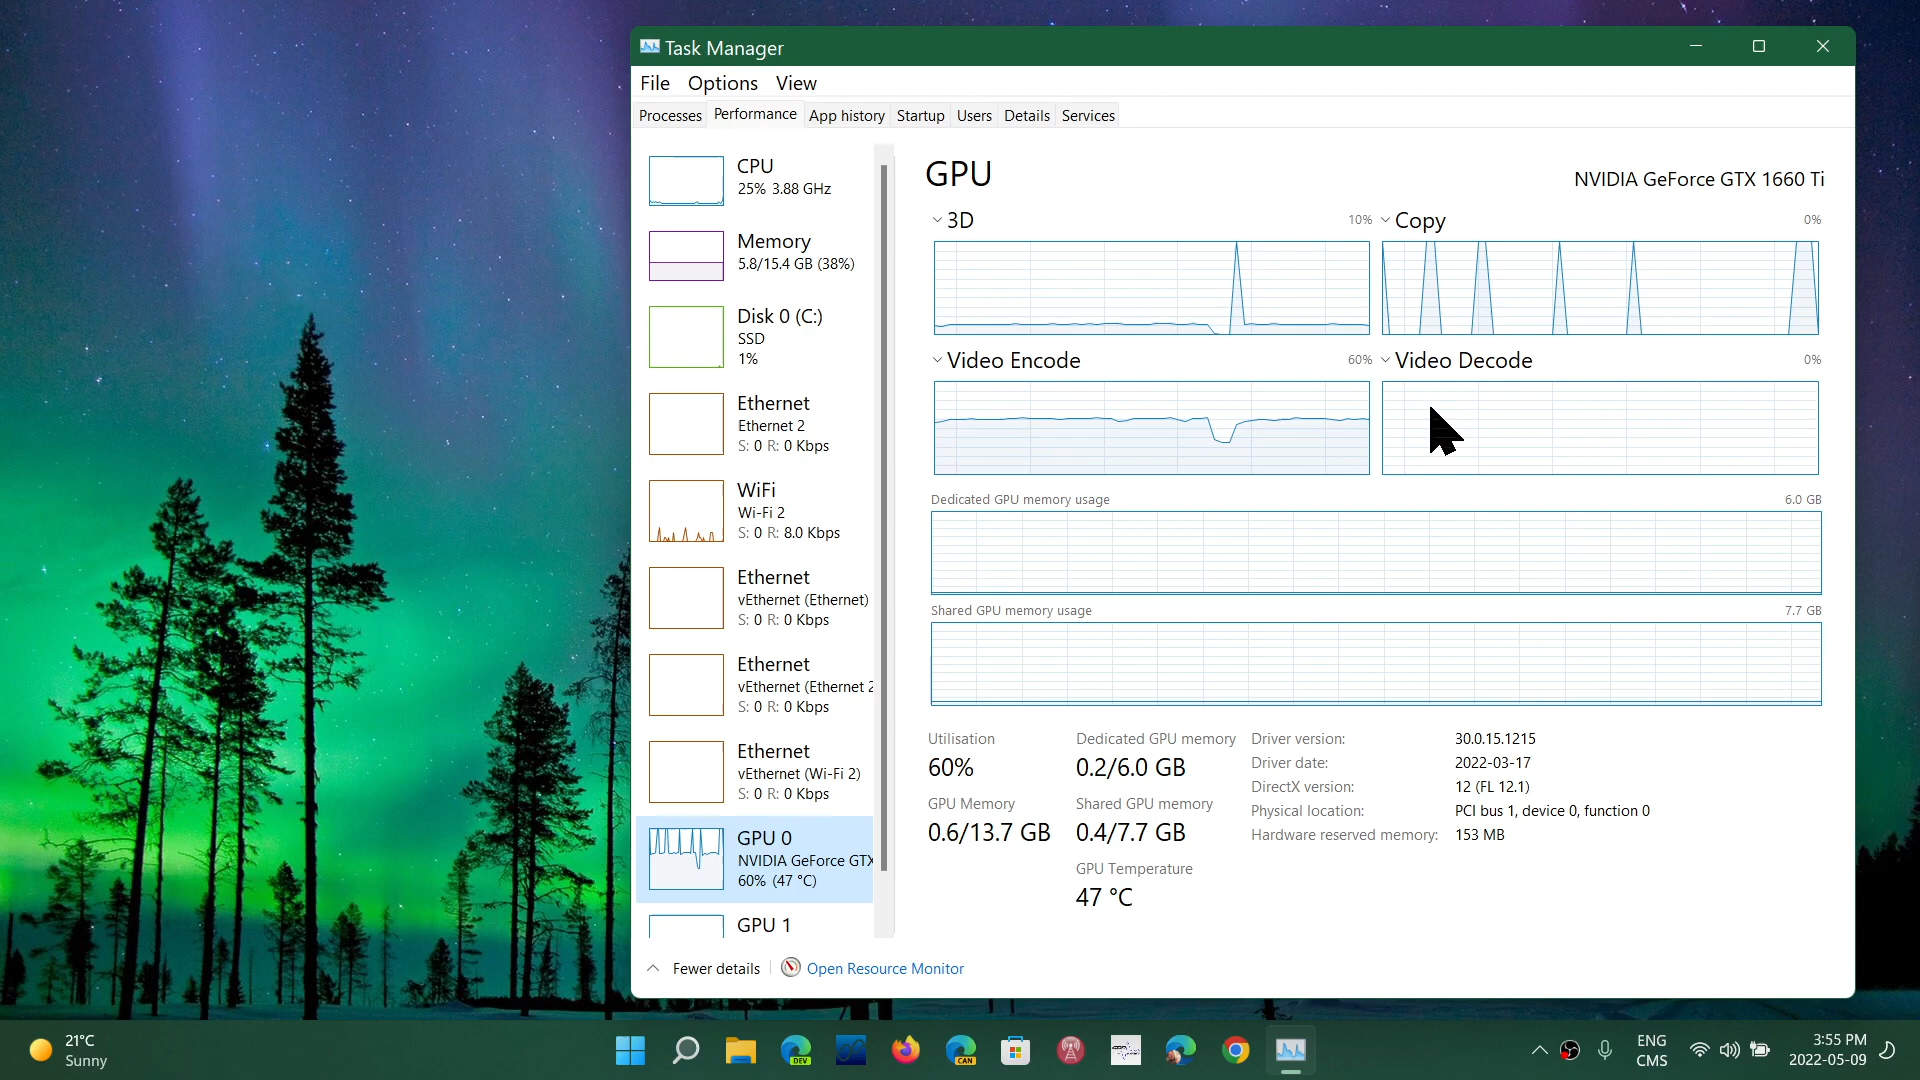 Task Manager
File Options View
Processes Performance App history Startup Users Details Services
CPU
25% 3.88 GHz
Memory
5.8/15.4 GB (38%)
Disk 0 (C:)
SSD
1%
Ethernet
Ethernet 2
S: 0 R: 0 Kbps
WiFi
Wi-Fi 2
S: 0 R: 8.0 Kbps
Ethernet
vEthernet (Ethernet)
S: 0 R: 0 Kbps
Ethernet
vEthernet (Ethernet 2
S: 0 R: 0 Kbps
Ethernet
vEthernet (Wi-Fi 2)
S: 0 R: 0 Kbps
GPU 0
NVIDIA GeForce GTX
60% (47 °C)
GPU 1
GPU
NVIDIA GeForce GTX 1660 Ti
3D 10%
Copy 0%
Video Encode 60%
Video Decode 0%
Dedicated GPU memory usage 6.0 GB
Shared GPU memory usage 7.7 GB
Utilisation
60%
Dedicated GPU memory
0.2/6.0 GB
GPU Memory
0.6/13.7 GB
Shared GPU memory
0.4/7.7 GB
GPU Temperature
47 °C
Driver version: 30.0.15.1215
Driver date: 2022-03-17
DirectX version: 12 (FL 12.1)
Physical location: PCI bus 1, device 0, function 0
Hardware reserved memory: 153 MB
Fewer details Open Resource Monitor
21°C
Sunny
DEV
CAN
ENG
CMS
3:55 PM
2022-05-09